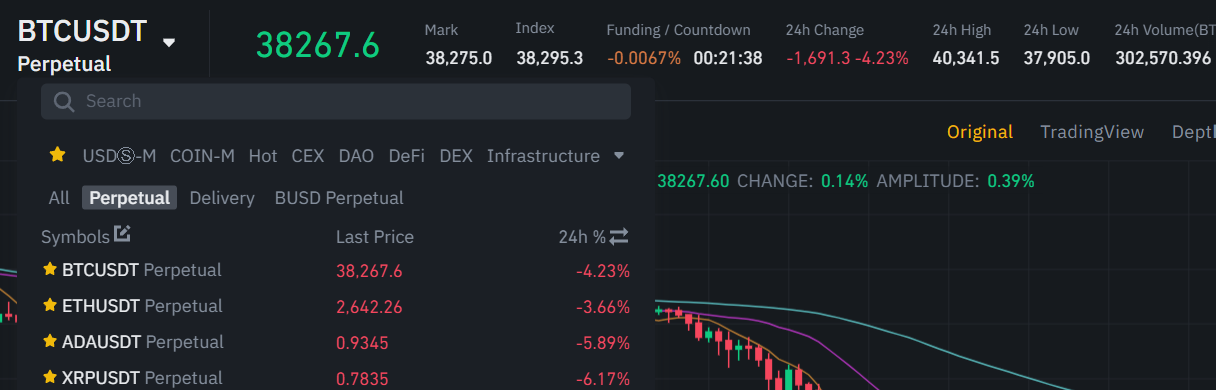 BTCUSDT
Perpetual
38267.6
Mark
38,275.0
Index
38,295.3
Funding / Countdown
-0.0067% 00:21:38
24h Change
-1,691.3 -4.23%
24h High
40,341.5
24h Low
37,905.0
24h Volume(BT
302,570.396
Search
USDⓈ-M COIN-M Hot CEX DAO DeFi DEX Infrastructure
All Perpetual Delivery BUSD Perpetual
Symbols Last Price 24h %
BTCUSDT Perpetual 38,267.6 -4.23%
ETHUSDT Perpetual 2,642.26 -3.66%
ADAUSDT Perpetual 0.9345 -5.89%
XRPUSDT Perpetual 0.7835 -6.17%
Original TradingView Dept
38267.60 CHANGE: 0.14% AMPLITUDE: 0.39%